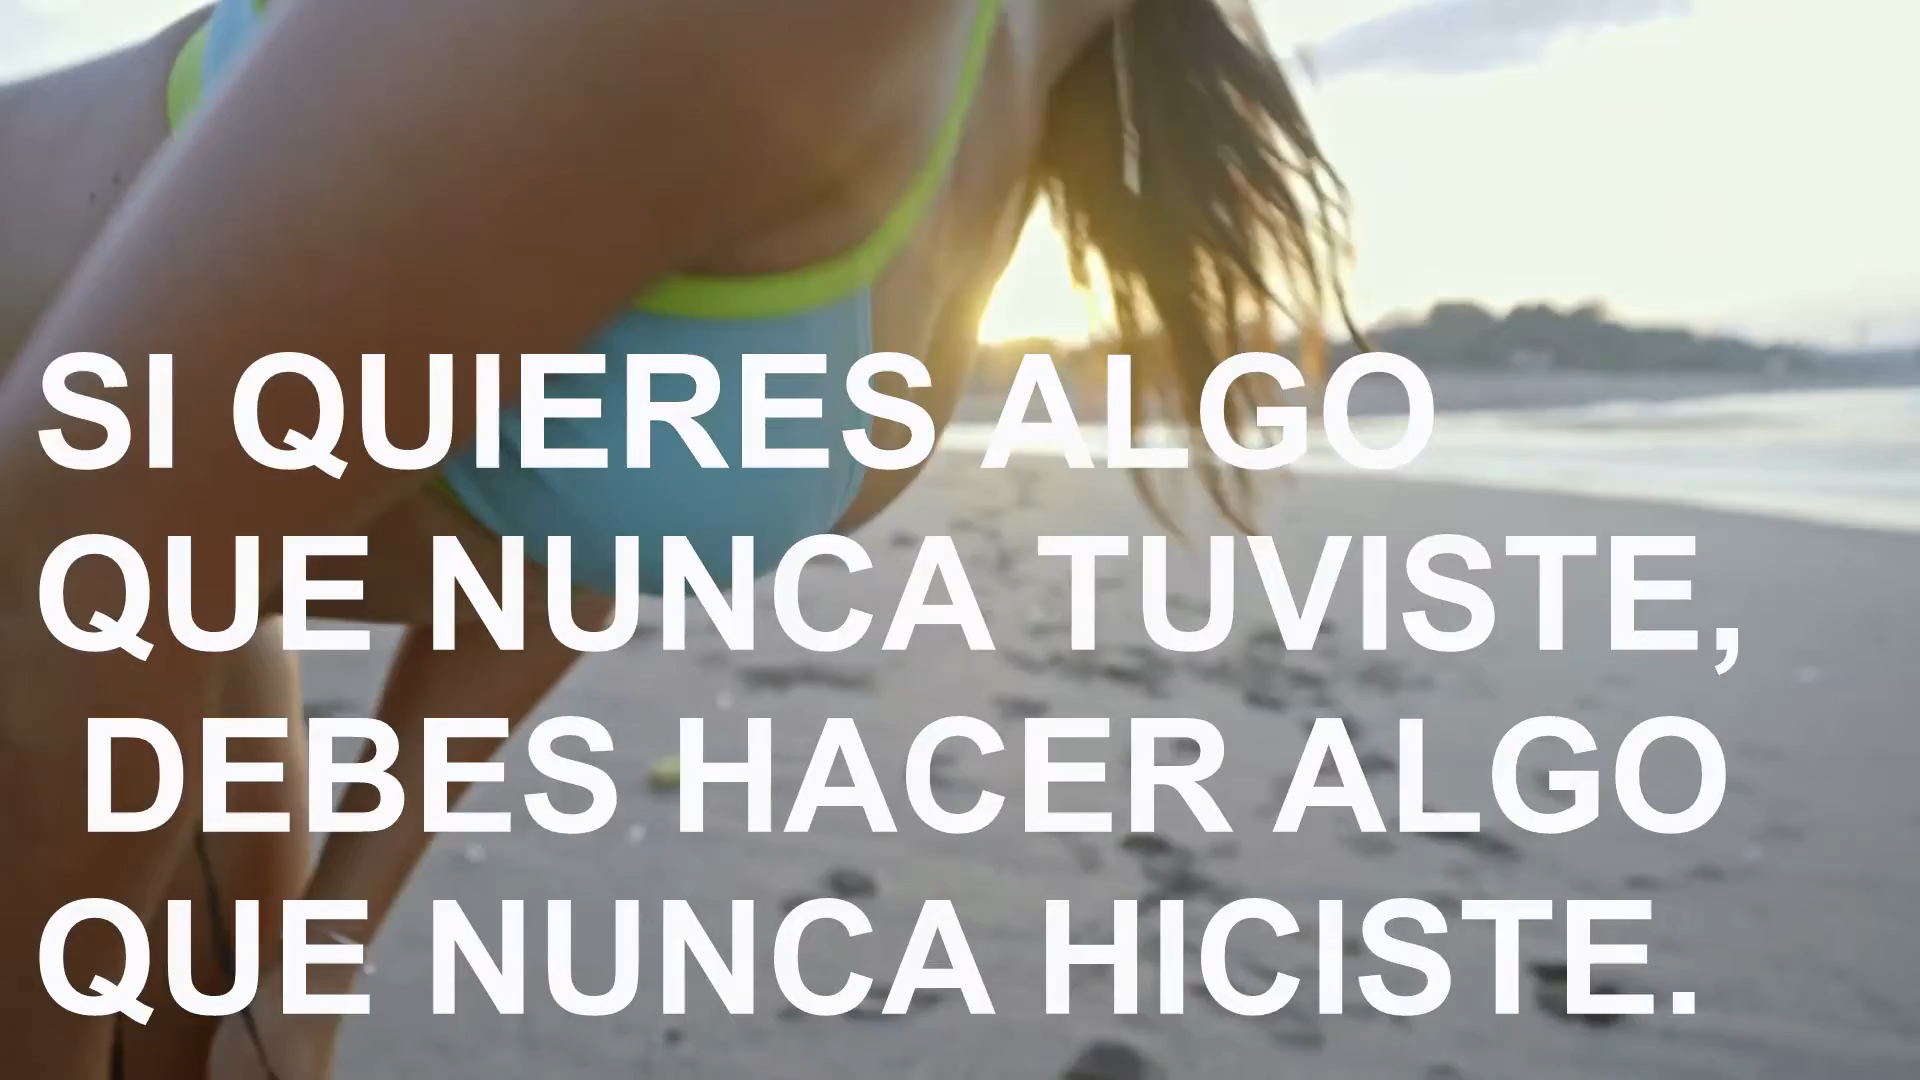 SI QUIERES ALGO
QUE NUNCA TUVISTE,
DEBES HACER ALGO
QUE NUNCA HICISTE.